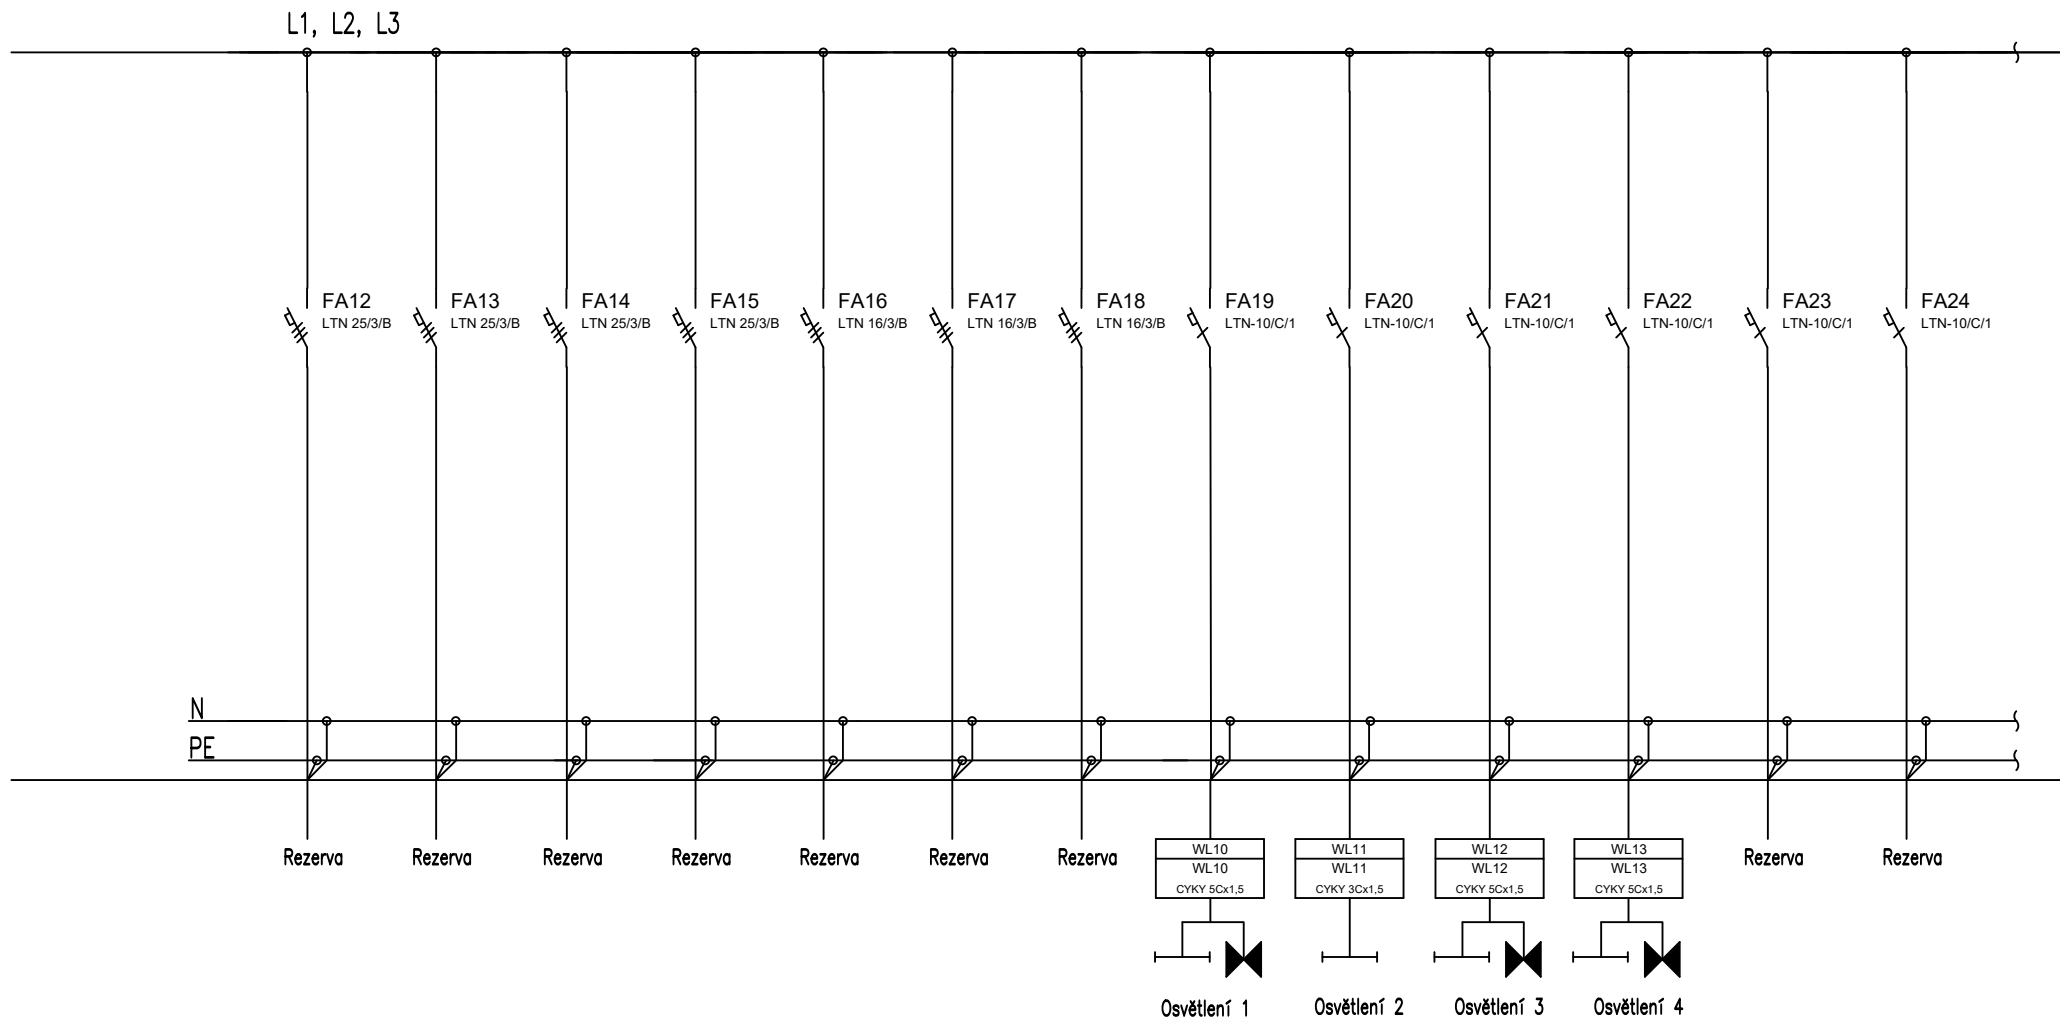 L1, L2, L3
FA12 FA13 FA14 FA15 FA16 FA17 FA18 FA19 FA20 FA21 FA22 FA23 FA24
LTN 25/3/B LTN 25/3/B LTN 25/3/B LTN 25/3/B LTN 16/3/B LTN 16/3/B LTN 16/3/B LTN-10/C/1 LTN-10/C/1 LTN-10/C/1 LTN-10/C/1 LTN-10/C/1 LTN-10/C/1
N
PE
Rezerva Rezerva Rezerva Rezerva Rezerva Rezerva Rezerva WL10 WL11 WL12 WL13 Rezerva Rezerva
WL10 WL11 WL12 WL13
CYKY 5Cx1,5 CYKY 3Cx1,5 CYKY 5Cx1,5 CYKY 5Cx1,5
Osvětlení 1 Osvětlení 2 Osvětlení 3 Osvětlení 4